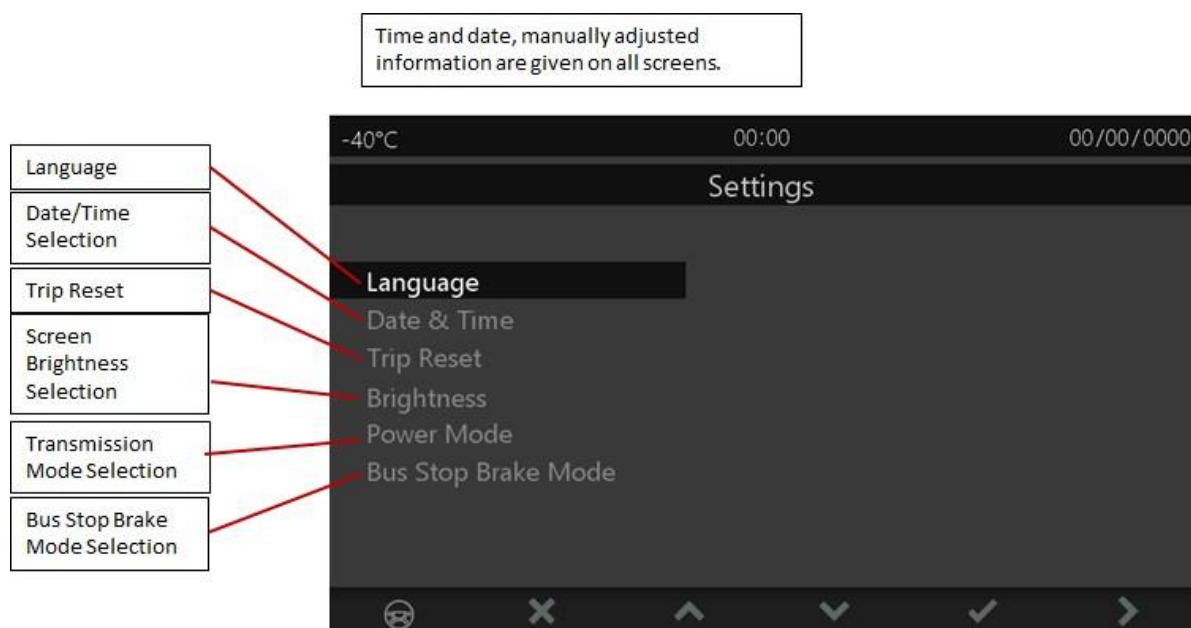 Time and date, manually adjusted
information are given on all screens.
-40°C 00:00 00/00/0000
Settings
Language
Date/Time
Selection
Trip Reset
Screen
Brightness
Selection
Transmission
Mode Selection
Bus Stop Brake
Mode Selection
Language
Date & Time
Trip Reset
Brightness
Power Mode
Bus Stop Brake Mode